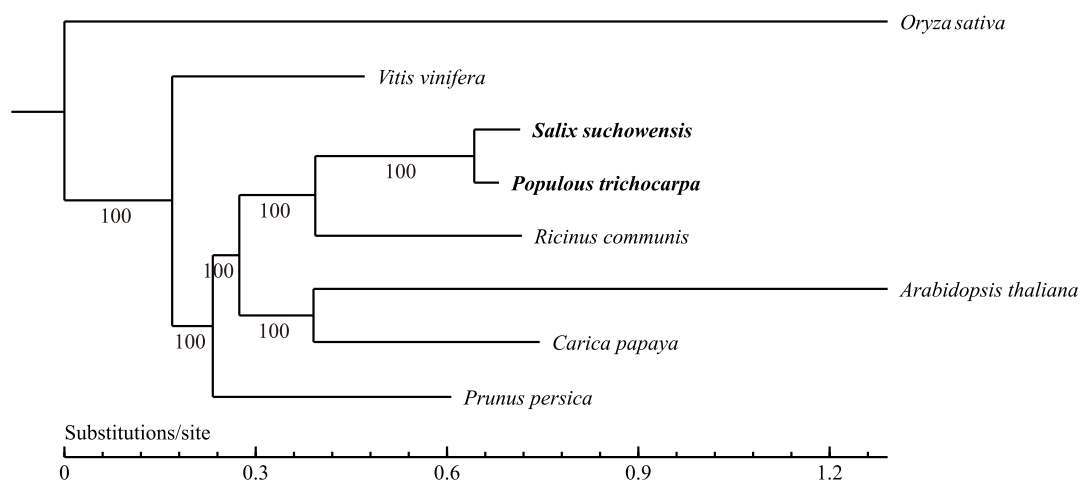 Oryza sativa
Vitis vinifera
Salix suchowensis
100
Populous trichocarpa
100
100
Ricinus communis
100
Arabidopsis thaliana
100
100
Carica papaya
Prunus persica
Substitutions/site
0 0.3 0.6 0.9 1.2